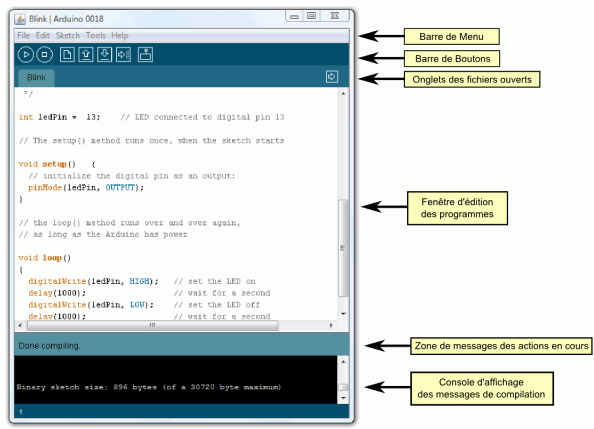 Blink | Arduino 0018
File Edit Sketch Tools Help
Barre de Menu
Barre de Boutons
Blink
Onglets des fichiers ouverts
*/
int ledPin = 13; // LED connected to digital pin 13
// The setup() method runs once, when the sketch starts
void setup() {
// initialize the digital pin as an output:
pinMode(ledPin, OUTPUT);
}
Fenêtre d'édition
des programmes
// the loop() method runs over and over again,
// as long as the Arduino has power
void loop()
{
digitalWrite(ledPin, HIGH); // set the LED on
delay(1000); // wait for a second
digitalWrite(ledPin, LOW); // set the LED off
delay(1000); // wait for a second
Done compiling.
Zone de messages des actions en cours
Binary sketch size: 896 bytes (of a 30720 byte maximum)
Console d'affichage
des messages de compilation
1